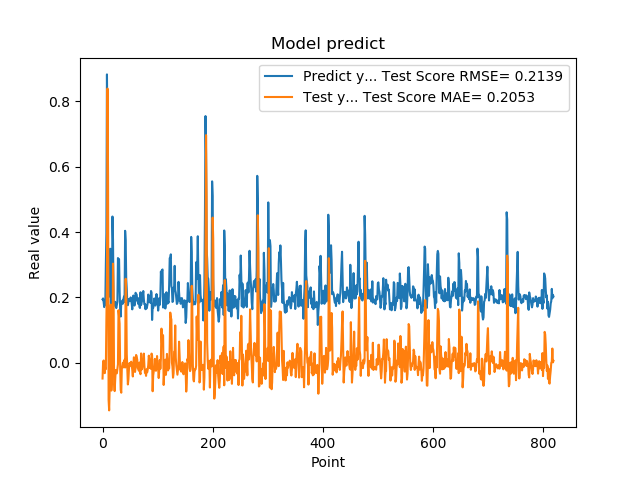 Model predict
Predict y... Test Score RMSE= 0.2139
Test y... Test Score MAE= 0.2053
Real value
0.8
0.6
0.4
0.2
0.0
0 200 400 600 800
Point